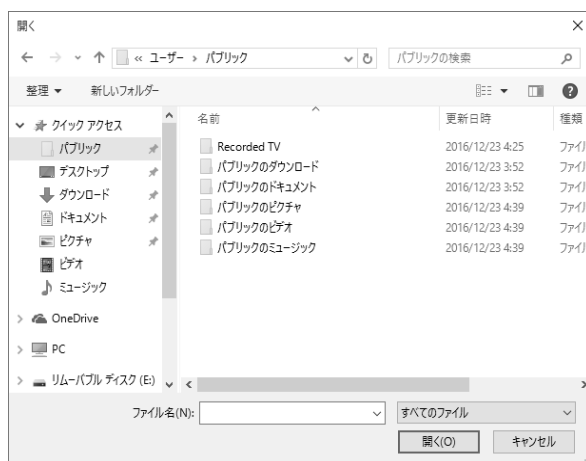 開く
« ユーザー › パブリック
パブリックの検索
整理 ▼ 新しいフォルダー
クイック アクセス
パブリック
デスクトップ
ダウンロード
ドキュメント
ピクチャ
ビデオ
ミュージック
OneDrive
PC
リムーバブル ディスク (E:)
名前 更新日時 種類
Recorded TV 2016/12/23 4:25 ファイ
パブリックのダウンロード 2016/12/23 3:52 ファイ
パブリックのドキュメント 2016/12/23 3:52 ファイ
パブリックのピクチャ 2016/12/23 4:39 ファイ
パブリックのビデオ 2016/12/23 4:39 ファイ
パブリックのミュージック 2016/12/23 4:39 ファイ
ファイル名(N):
すべてのファイル
開く(O) キャンセル